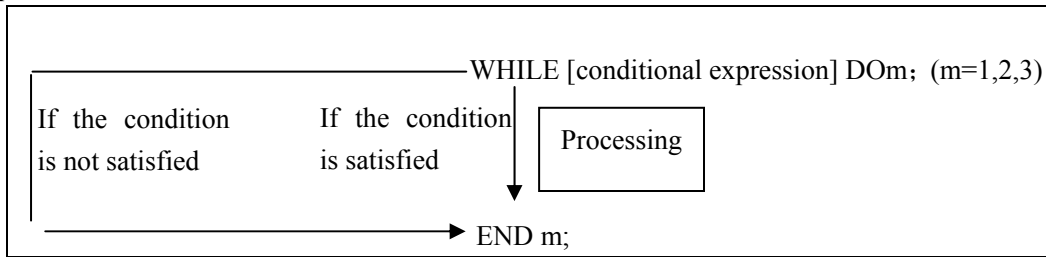 WHILE [conditional expression] DOm；(m=1,2,3)
If the condition
is not satisfied
If the condition
is satisfied
Processing
END m;